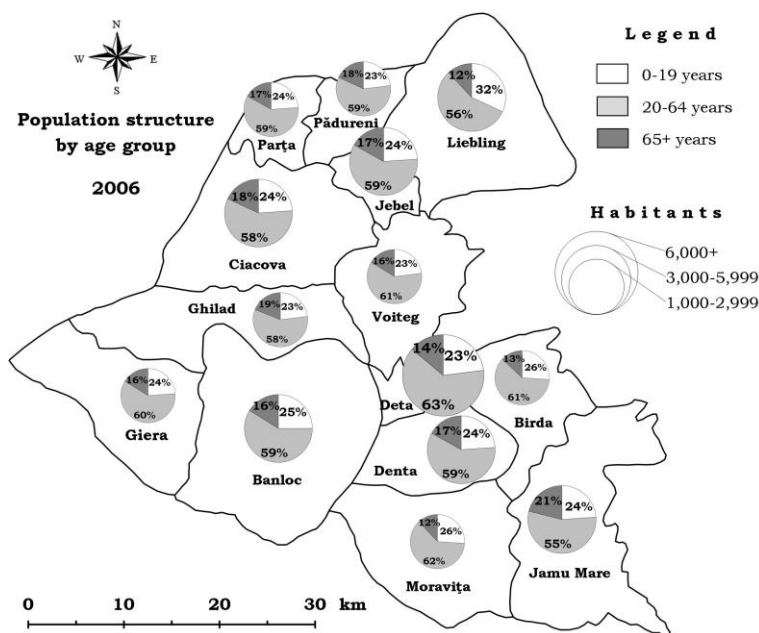 N
W E
S
Population structure
by age group
2006
Legend
0-19 years
20-64 years
65+ years
Habitants
6,000+
3,000-5,999
1,000-2,999
17% 24%
59%
Parţa
18% 23%
59%
Pădureni
12% 32%
56%
Liebling
17% 24%
59%
Jebel
18% 24%
58%
Ciacova
16% 23%
61%
Voiteg
Ghilad
19% 23%
58%
14% 23%
63%
Deta
13% 26%
61%
Birda
16% 24%
60%
Giera
16% 25%
59%
Banloc
17% 24%
59%
Denta
21% 24%
55%
Jamu Mare
12% 26%
62%
Moraviţa
0 10 20 30 km